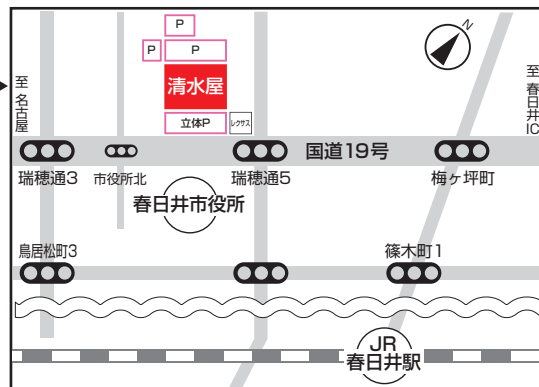 P
N
P
P
清水屋
至 名古屋
至 春日井IC
立体P
レクサス
国道19号
瑞穂通3
市役所北
瑞穂通5
梅ヶ坪町
春日井市役所
鳥居松町3
篠木町1
JR
春日井駅